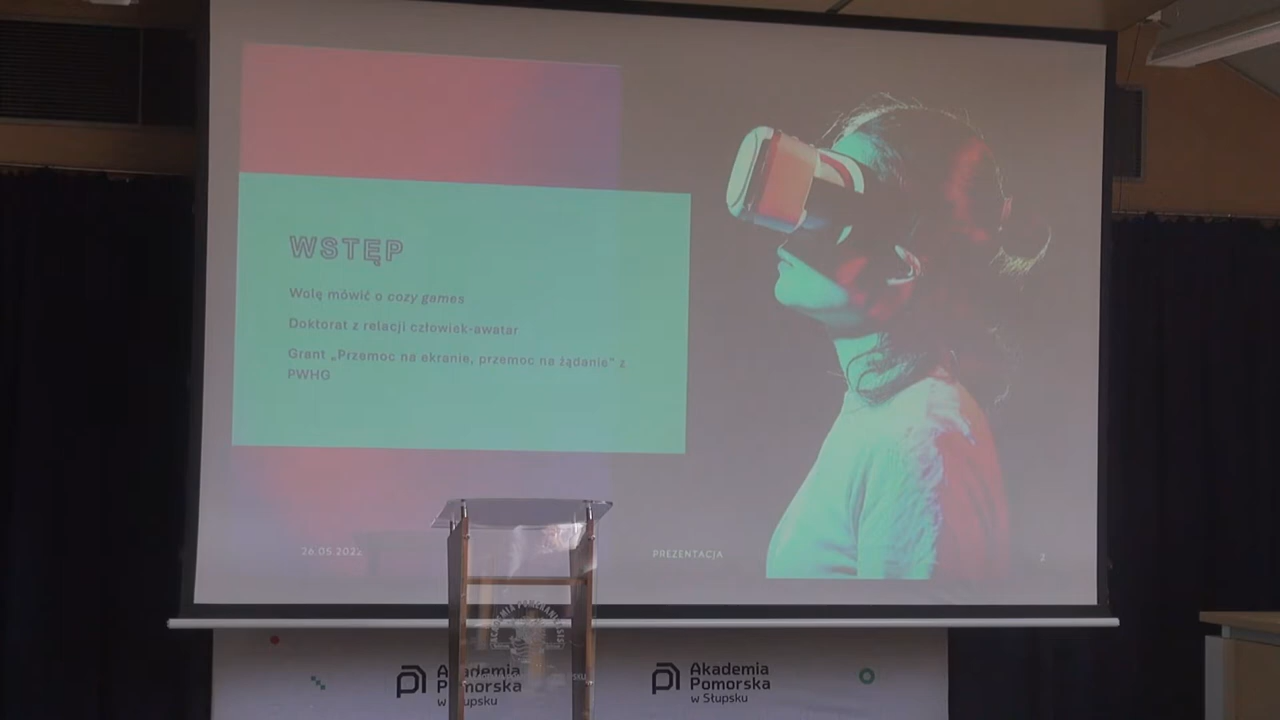 WSTĘP
Wolę mówić o cozy games
Doktorat z relacji człowiek-awatar
Grant „Przemoc na ekranie, przemoc na żądanie” z
PWHG
26.05.2022
PREZENTACJA
2
Akademia
Pomorska
w Słupsku
Akademia
Pomorska
w Słupsku